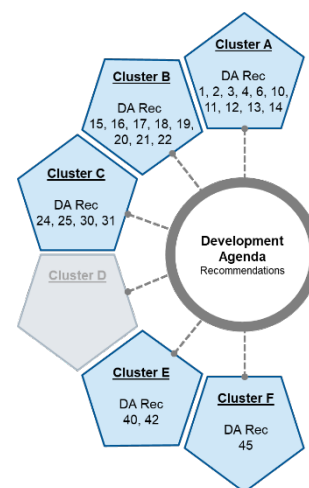 Cluster A
DA Rec
1, 2, 3, 4, 6, 10,
11, 12, 13, 14
Cluster B
DA Rec
15, 16, 17, 18, 19,
20, 21, 22
Cluster C
DA Rec
24, 25, 30, 31
Development
Agenda
Recommendations
Cluster D
Cluster E
DA Rec
40, 42
Cluster F
DA Rec
45